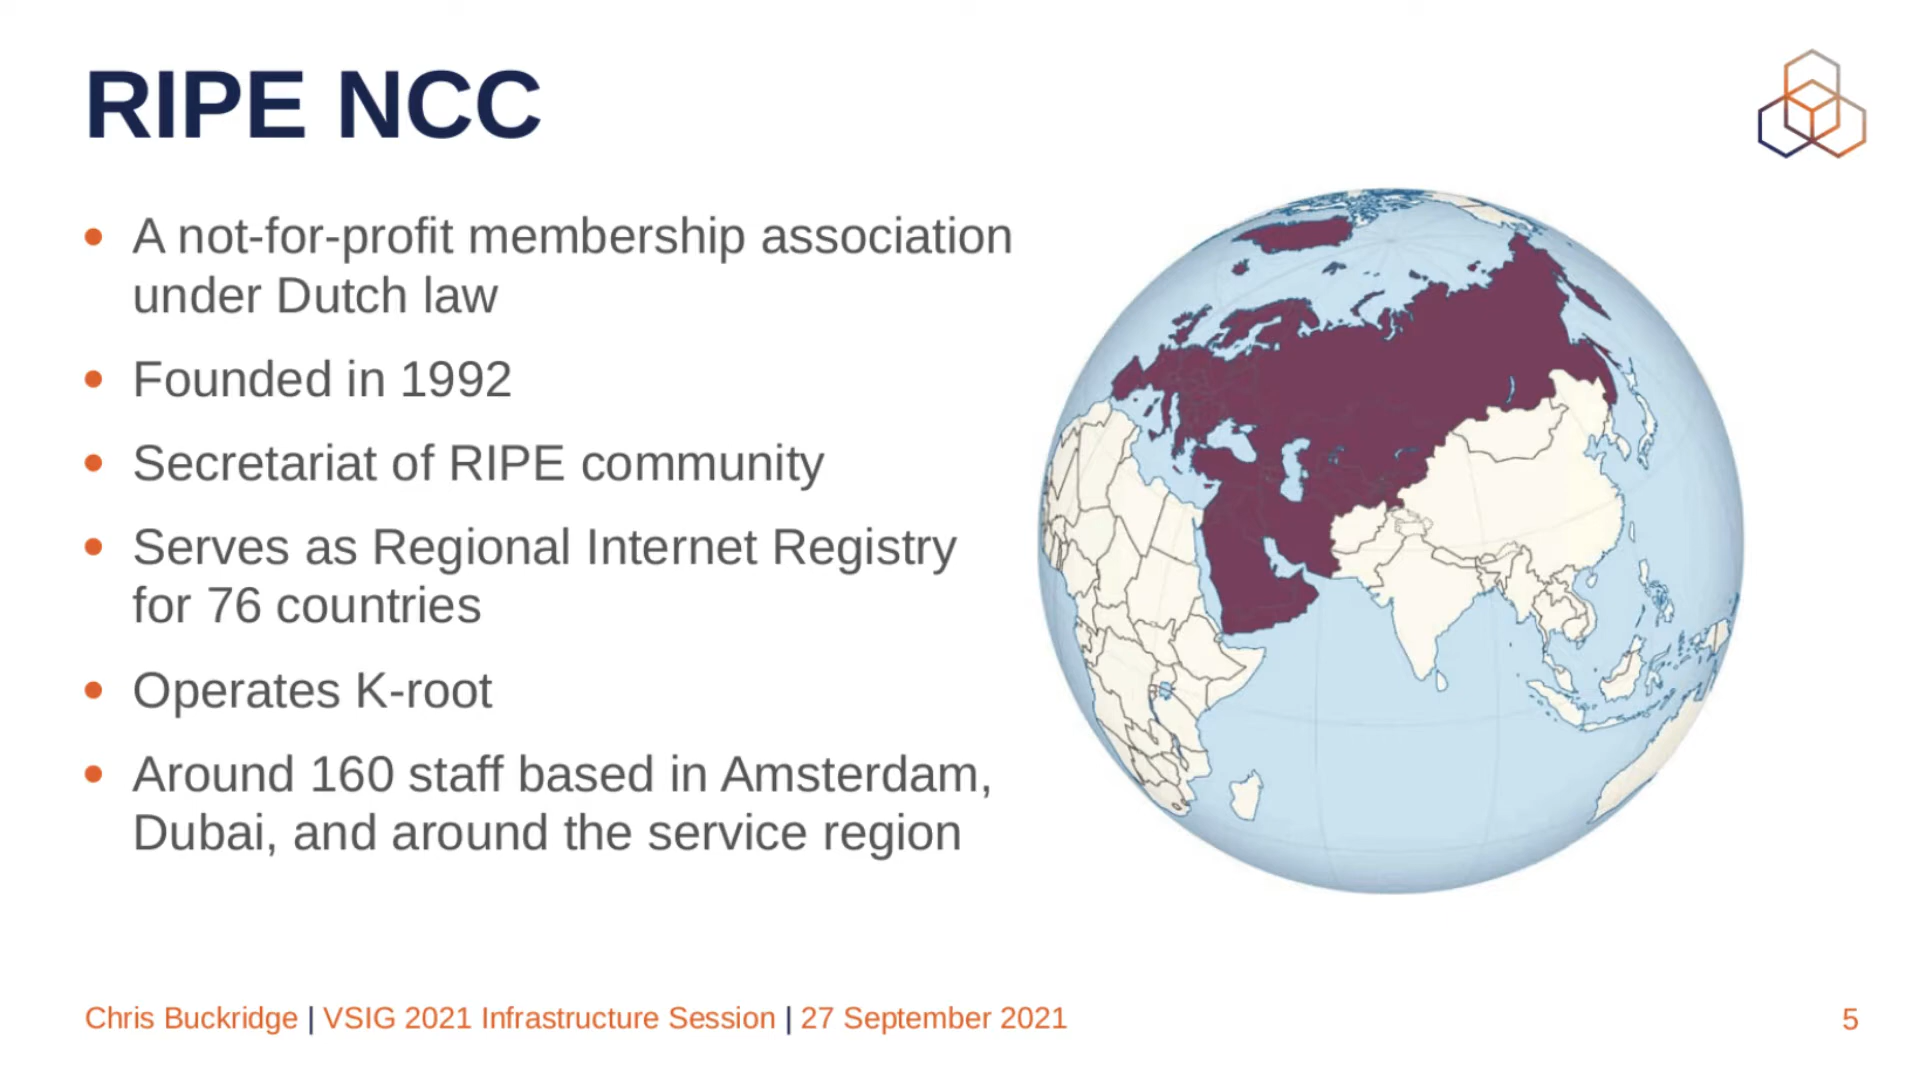 RIPE NCC
• A not-for-profit membership association
under Dutch law
• Founded in 1992
• Secretariat of RIPE community
• Serves as Regional Internet Registry
for 76 countries
• Operates K-root
• Around 160 staff based in Amsterdam,
Dubai, and around the service region
Chris Buckridge | VSIG 2021 Infrastructure Session | 27 September 2021
5